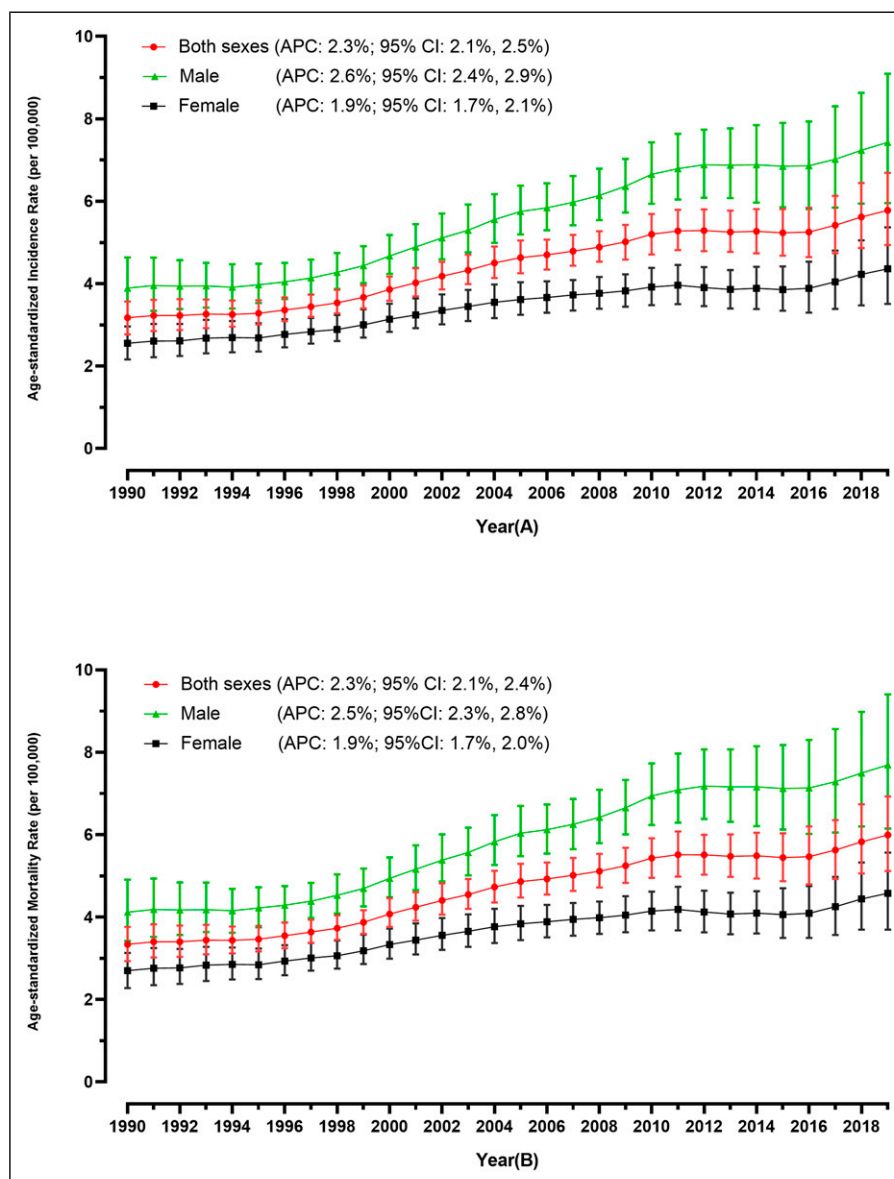 10
8
6
4
2
0
Age-standardized Incidence Rate (per 100,000)
Both sexes (APC: 2.3%; 95% CI: 2.1%, 2.5%)
Male (APC: 2.6%; 95% CI: 2.4%, 2.9%)
Female (APC: 1.9%; 95% CI: 1.7%, 2.1%)
1990 1992 1994 1996 1998 2000 2002 2004 2006 2008 2010 2012 2014 2016 2018
Year(A)
10
8
6
4
2
0
Age-standardized Mortality Rate (per 100,000)
Both sexes (APC: 2.3%; 95% CI: 2.1%, 2.4%)
Male (APC: 2.5%; 95%CI: 2.3%, 2.8%)
Female (APC: 1.9%; 95%CI: 1.7%, 2.0%)
1990 1992 1994 1996 1998 2000 2002 2004 2006 2008 2010 2012 2014 2016 2018
Year(B)